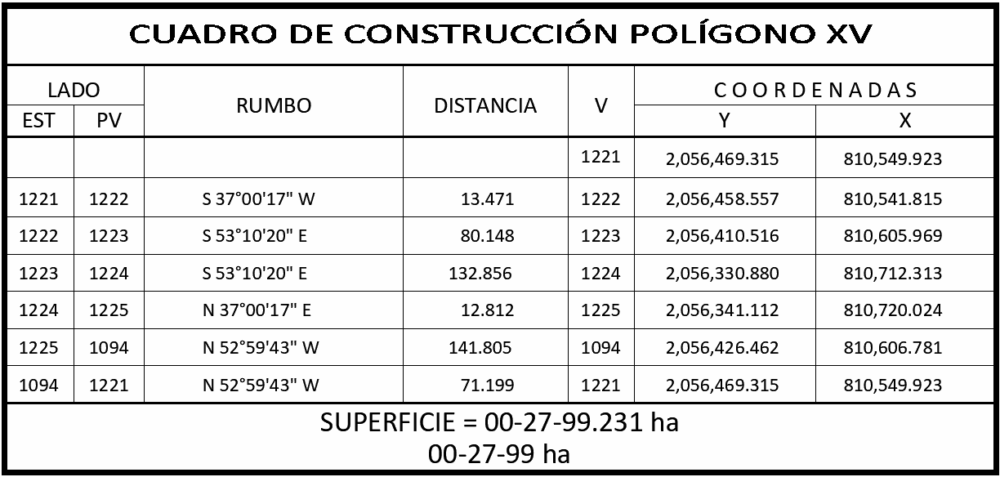 CUADRO DE CONSTRUCCIÓN POLÍGONO XV
LADO RUMBO DISTANCIA V COORDENADAS
EST PV Y X
1221 2,056,469.315 810,549.923
1221 1222 S 37°00'17" W 13.471 1222 2,056,458.557 810,541.815
1222 1223 S 53°10'20" E 80.148 1223 2,056,410.516 810,605.969
1223 1224 S 53°10'20" E 132.856 1224 2,056,330.880 810,712.313
1224 1225 N 37°00'17" E 12.812 1225 2,056,341.112 810,720.024
1225 1094 N 52°59'43" W 141.805 1094 2,056,426.462 810,606.781
1094 1221 N 52°59'43" W 71.199 1221 2,056,469.315 810,549.923
SUPERFICIE = 00-27-99.231 ha
00-27-99 ha